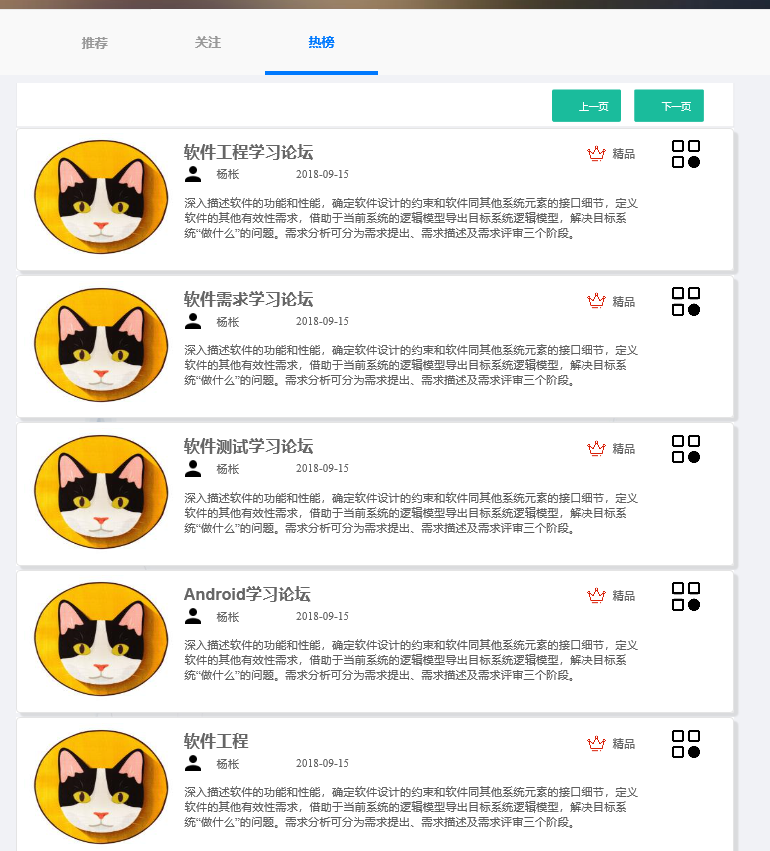 推荐 关注 热榜
上一页 下一页
软件工程学习论坛 精品
杨枨 2018-09-15
深入描述软件的功能和性能，确定软件设计的约束和软件同其他系统元素的接口细节，定义
软件的其他有效性需求，借助于当前系统的逻辑模型导出目标系统逻辑模型，解决目标系
统“做什么”的问题。需求分析可分为需求提出、需求描述及需求评审三个阶段。
软件需求学习论坛 精品
杨枨 2018-09-15
深入描述软件的功能和性能，确定软件设计的约束和软件同其他系统元素的接口细节，定义
软件的其他有效性需求，借助于当前系统的逻辑模型导出目标系统逻辑模型，解决目标系
统“做什么”的问题。需求分析可分为需求提出、需求描述及需求评审三个阶段。
软件测试学习论坛 精品
杨枨 2018-09-15
深入描述软件的功能和性能，确定软件设计的约束和软件同其他系统元素的接口细节，定义
软件的其他有效性需求，借助于当前系统的逻辑模型导出目标系统逻辑模型，解决目标系
统“做什么”的问题。需求分析可分为需求提出、需求描述及需求评审三个阶段。
Android学习论坛 精品
杨枨 2018-09-15
深入描述软件的功能和性能，确定软件设计的约束和软件同其他系统元素的接口细节，定义
软件的其他有效性需求，借助于当前系统的逻辑模型导出目标系统逻辑模型，解决目标系
统“做什么”的问题。需求分析可分为需求提出、需求描述及需求评审三个阶段。
软件工程 精品
杨枨 2018-09-15
深入描述软件的功能和性能，确定软件设计的约束和软件同其他系统元素的接口细节，定义
软件的其他有效性需求，借助于当前系统的逻辑模型导出目标系统逻辑模型，解决目标系
统“做什么”的问题。需求分析可分为需求提出、需求描述及需求评审三个阶段。